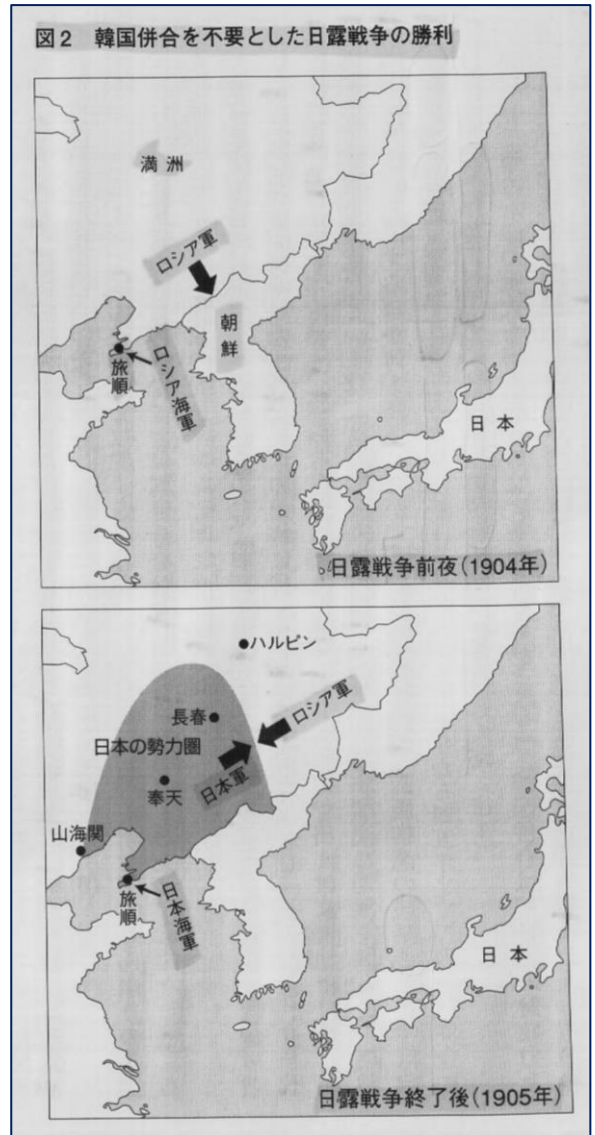 図2 韓国併合を不要とした日露戦争の勝利
満洲
ロシア軍
朝鮮
旅順
ロシア海軍
日本
日露戦争前夜(1904年)
ハルビン
長春
ロシア軍
日本の勢力圏
日本軍
奉天
山海関
旅順
日本海軍
日本
日露戦争終了後(1905年)